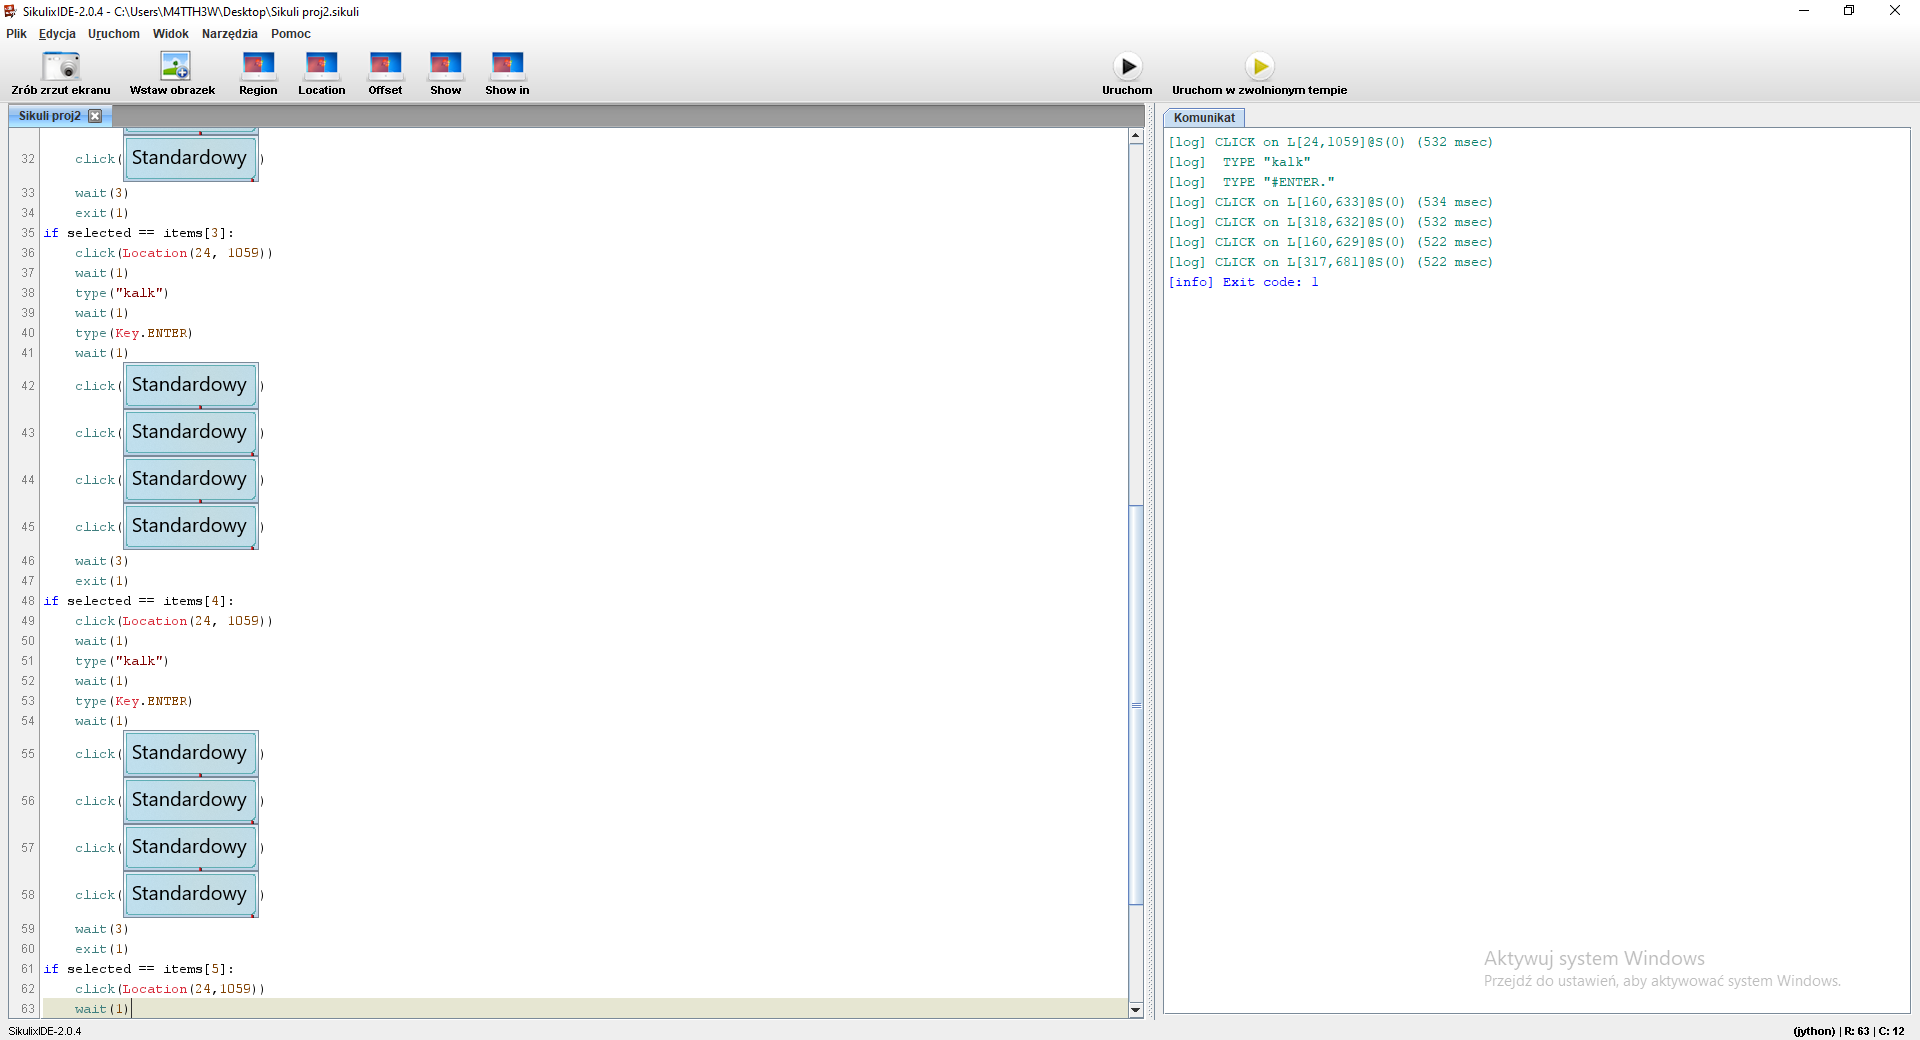 SikulixIDE-2.0.4 - C:\Users\M4TTH3W\Desktop\Sikuli proj2.sikuli
Plik Edycja Uruchom Widok Narzędzia Pomoc
Zrób zrzut ekranu Wstaw obrazek Region Location Offset Show Show in Uruchom Uruchom w zwolnionym tempie
Sikuli proj2
32 click(Standardowy)
33 wait(3)
34 exit(1)
35 if selected == items[3]:
36 click(Location(24, 1059))
37 wait(1)
38 type("kalk")
39 wait(1)
40 type(Key.ENTER)
41 wait(1)
42 click(Standardowy)
43 click(Standardowy)
44 click(Standardowy)
45 click(Standardowy)
46 wait(3)
47 exit(1)
48 if selected == items[4]:
49 click(Location(24, 1059))
50 wait(1)
51 type("kalk")
52 wait(1)
53 type(Key.ENTER)
54 wait(1)
55 click(Standardowy)
56 click(Standardowy)
57 click(Standardowy)
58 click(Standardowy)
59 wait(3)
60 exit(1)
61 if selected == items[5]:
62 click(Location(24,1059))
63 wait(1)
Komunikat
[log] CLICK on L[24,1059]@S(0) (532 msec)
[log] TYPE "kalk"
[log] TYPE "#ENTER."
[log] CLICK on L[160,633]@S(0) (534 msec)
[log] CLICK on L[318,632]@S(0) (532 msec)
[log] CLICK on L[160,629]@S(0) (522 msec)
[log] CLICK on L[317,681]@S(0) (522 msec)
[info] Exit code: 1
Aktywuj system Windows
Przejdź do ustawień, aby aktywować system Windows.
SikulixIDE-2.0.4
(jython) | R: 63 | C: 12